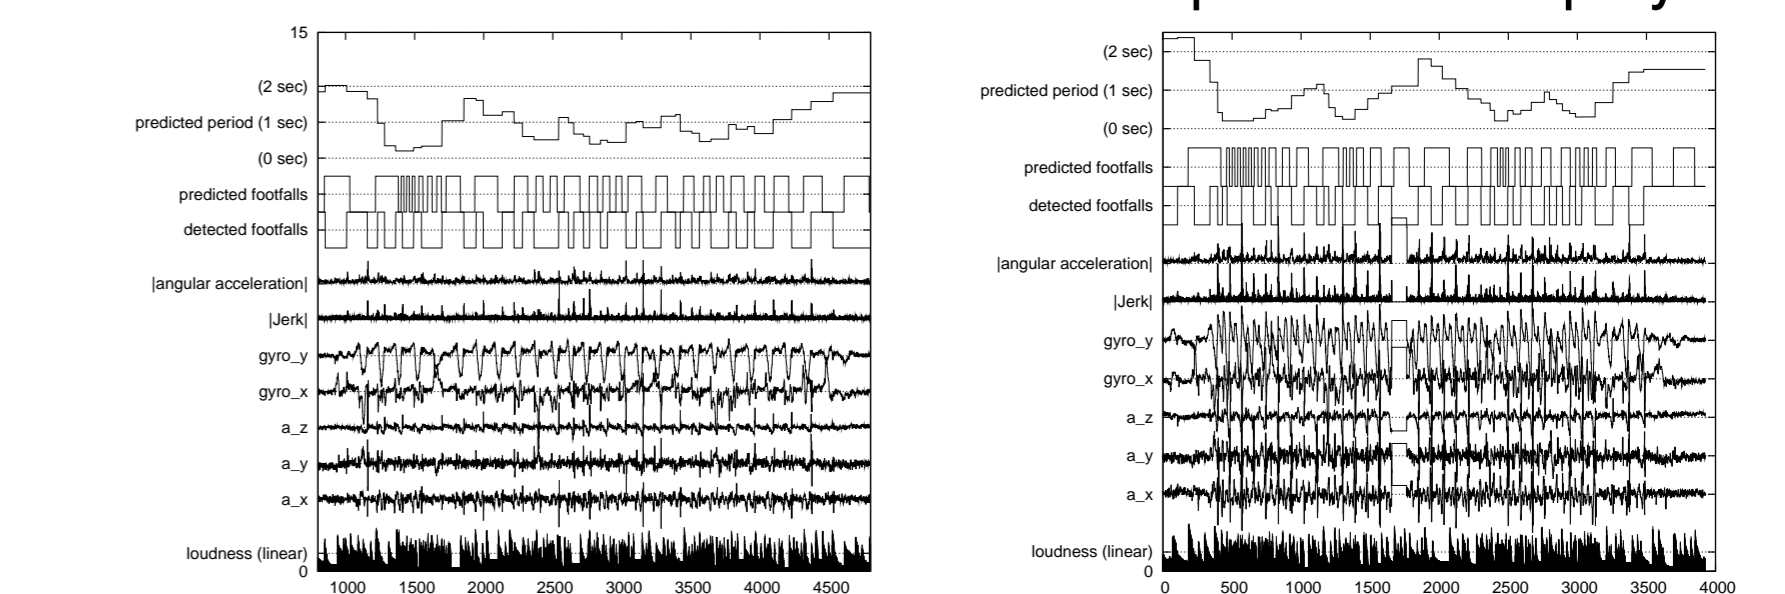 15
(2 sec)
predicted period (1 sec)
(0 sec)
predicted footfalls
detected footfalls
|angular acceleration|
|Jerk|
gyro_y
gyro_x
a_z
a_y
a_x
loudness (linear)
0
1000 1500 2000 2500 3000 3500 4000 4500
(2 sec)
predicted period (1 sec)
(0 sec)
predicted footfalls
detected footfalls
|angular acceleration|
|Jerk|
gyro_y
gyro_x
a_z
a_y
a_x
loudness (linear)
0
0 500 1000 1500 2000 2500 3000 3500 4000